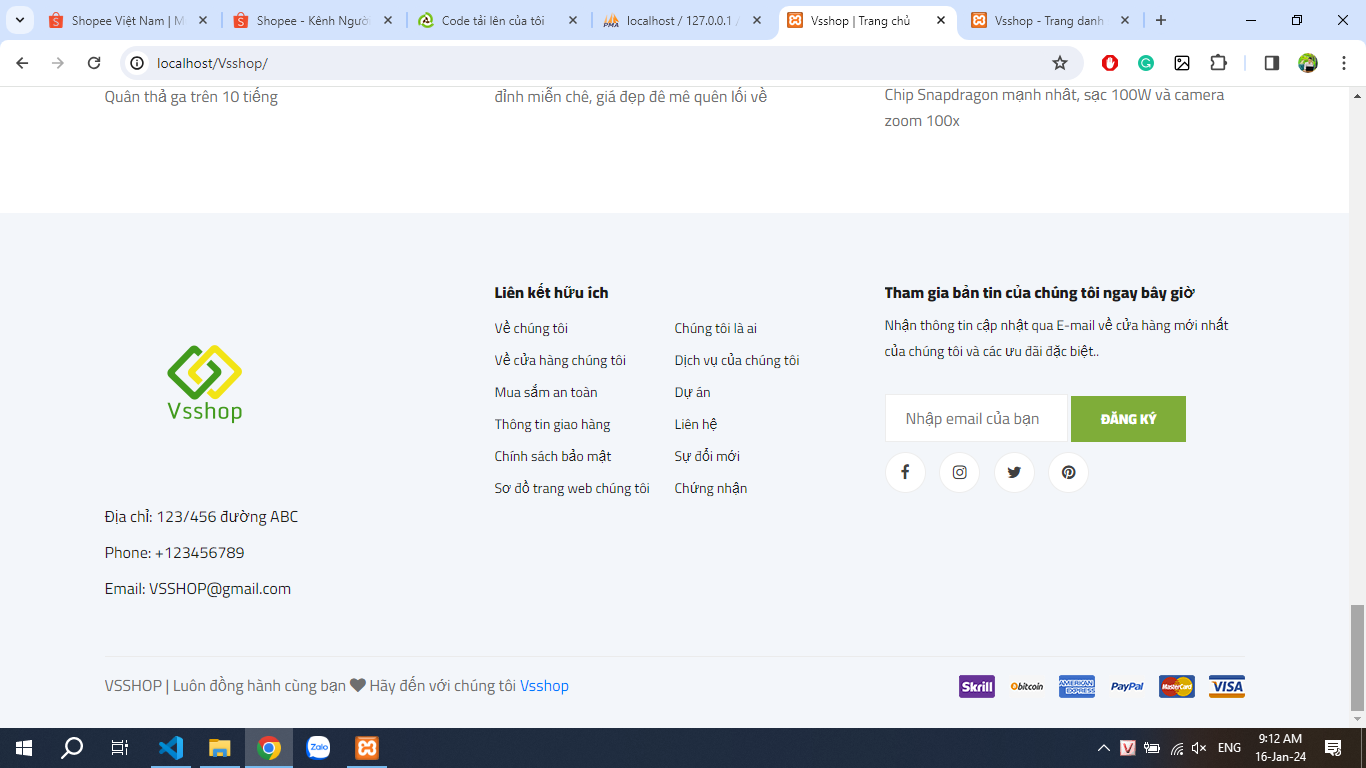 Shopee Việt Nam | M
Shopee - Kênh Ngườ
Code tải lên của tôi
localhost / 127.0.0.1 /
Vsshop | Trang chủ
Vsshop - Trang danh
localhost/Vsshop/
Quân thả ga trên 10 tiếng
đỉnh miễn chê, giá đẹp đê mê quên lối về
Chip Snapdragon mạnh nhất, sạc 100W và camera
zoom 100x
Vsshop
Địa chỉ: 123/456 đường ABC
Phone: +123456789
Email: VSSHOP@gmail.com
Liên kết hữu ích
Về chúng tôi
Về cửa hàng chúng tôi
Mua sắm an toàn
Thông tin giao hàng
Chính sách bảo mật
Sơ đồ trang web chúng tôi
Chúng tôi là ai
Dịch vụ của chúng tôi
Dự án
Liên hệ
Sự đổi mới
Chứng nhận
Tham gia bản tin của chúng tôi ngay bây giờ
Nhận thông tin cập nhật qua E-mail về cửa hàng mới nhất
của chúng tôi và các ưu đãi đặc biệt..
Nhập email của bạn
ĐĂNG KÝ
VSSHOP | Luôn đồng hành cùng bạn ♥ Hãy đến với chúng tôi Vsshop
Skrill
bitcoin
AMERICAN EXPRESS
PayPal
MasterCard
VISA
Zalo
ENG
9:12 AM
16-Jan-24